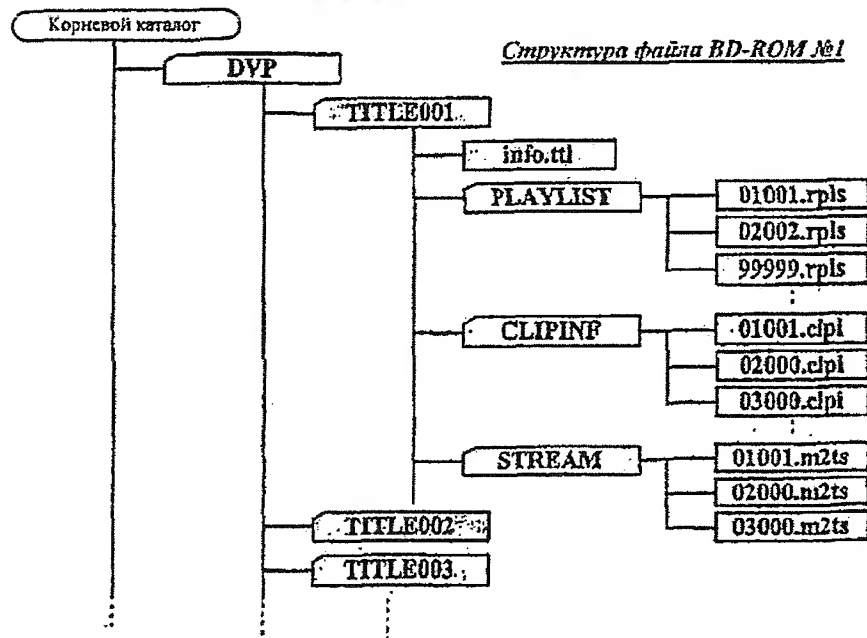 Корневой каталог
Структура файла BD-ROM №1
DVP
TITLE001
info.ttl
PLAYLIST
01001.rpls
02002.rpls
99999.rpls
CLIPINF
01001.clpi
02000.clpi
03000.clpi
STREAM
01001.m2ts
02000.m2ts
03000.m2ts
TITLE002
TITLE003